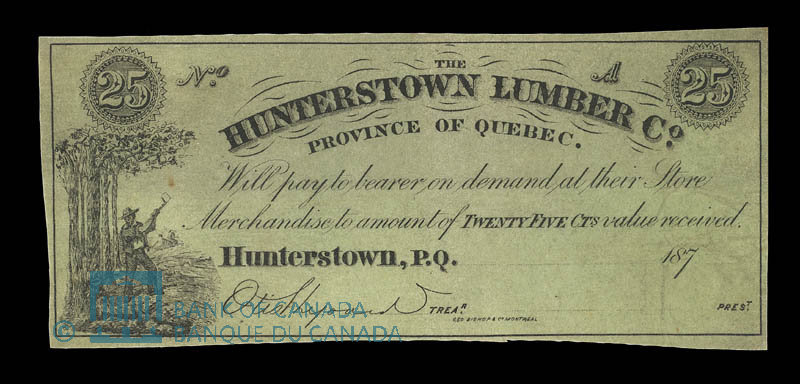 25 No. A 25
THE
HUNTERSTOWN LUMBER Co.
PROVINCE OF QUEBEC.
Will pay to bearer, on demand, at their Store
Merchandise, to amount of TWENTY FIVE CTS value received.
Hunterstown, P.Q. 187
TREAR. PREST.
GEO. BISHOP & Co. MONTREAL
© BANK OF CANADA
BANQUE DU CANADA